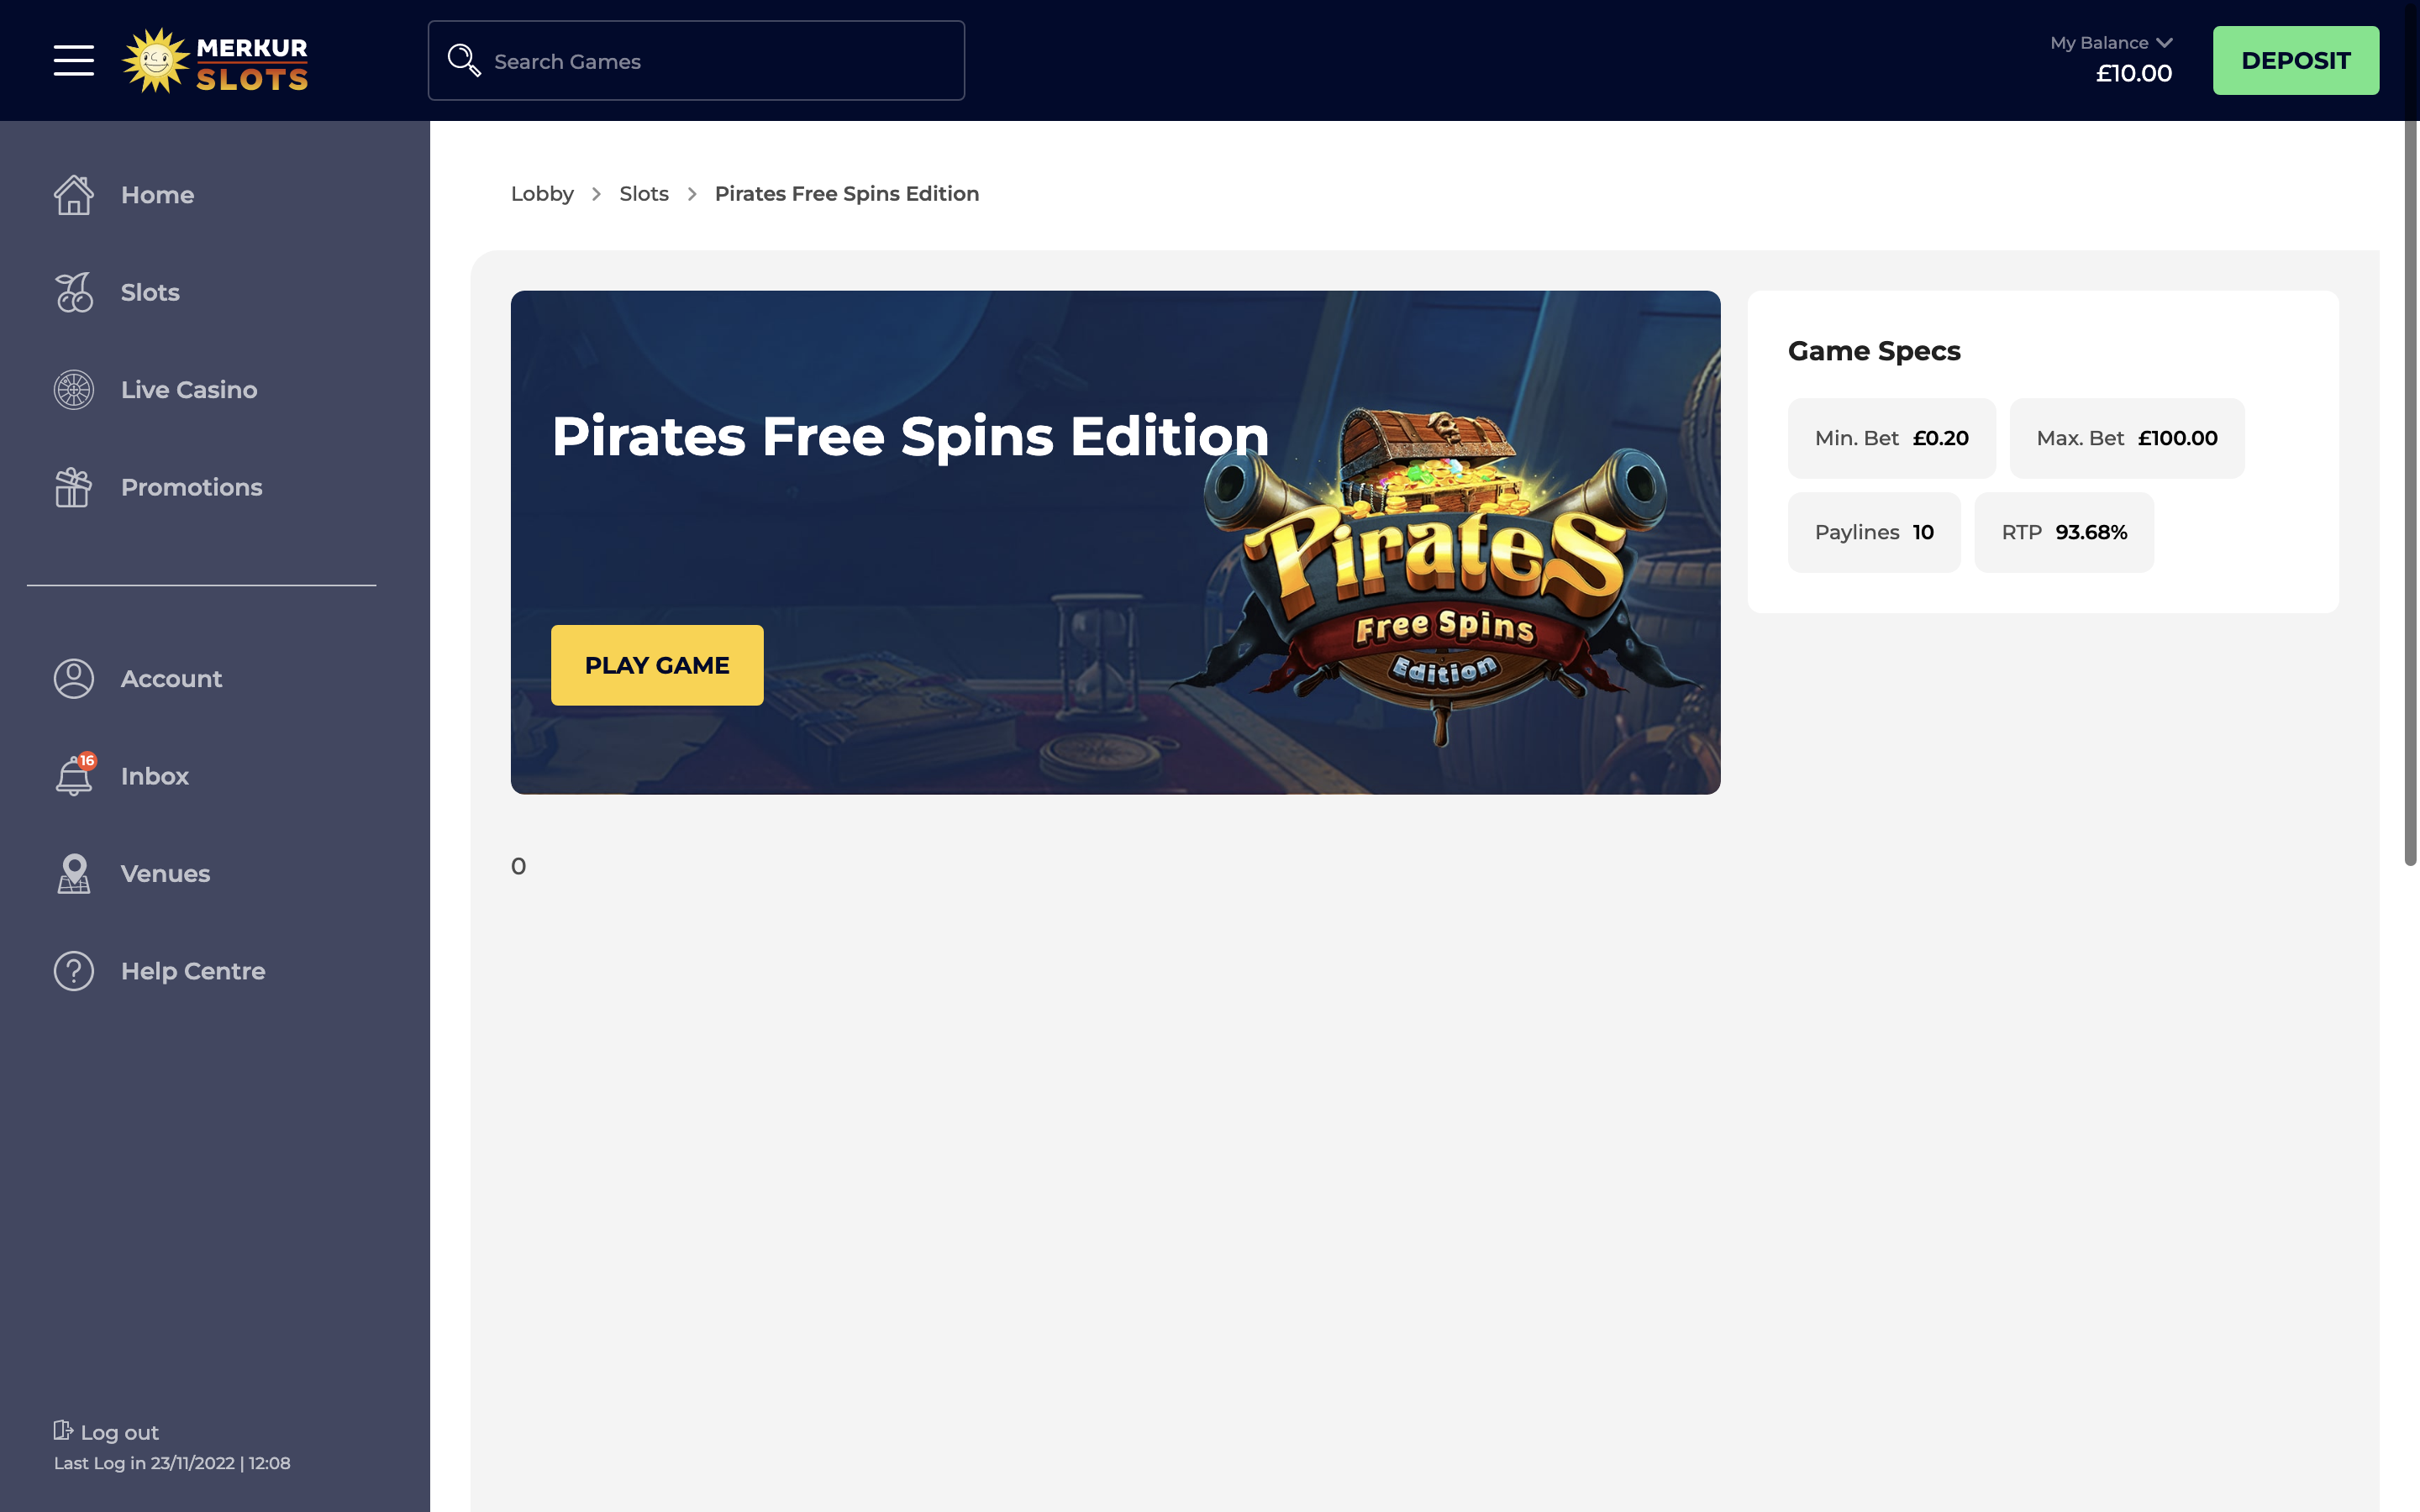 MERKUR
SLOTS
Search Games
My Balance
£10.00
DEPOSIT
Home
Slots
Live Casino
Promotions
Account
16
Inbox
Venues
Help Centre
Log out
Last Log in 23/11/2022 | 12:08
Lobby > Slots > Pirates Free Spins Edition
Pirates Free Spins Edition
PLAY GAME
Pirates
Free Spins
Edition
0
Game Specs
Min. Bet £0.20
Max. Bet £100.00
Paylines 10
RTP 93.68%